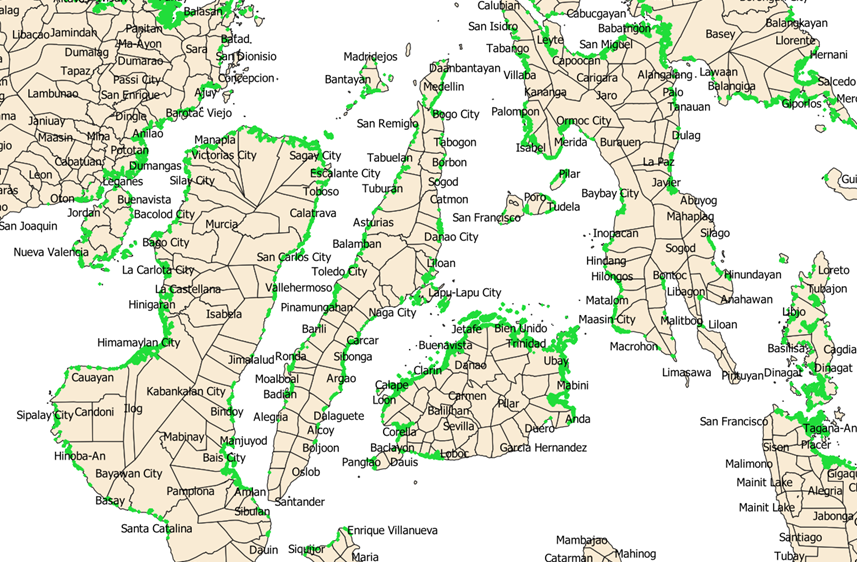 Calubian
Balasan
Cabucgayan
San Isidro
Babatngon
Balangkayan
Libacao
Jamindan
Panitan
Batad
Leyte
San Miguel
Basey
Llorente
Ma-Ayon
Sara
Tabango
Hernani
Dumalag
Dumarao
San Dionisio
Madridejos
Capoocan
Tapaz
Passi City
Concepcion
Bantayan
Daanbantayan
Villaba
Carigara
Alangalang
Lawaan
Salcedo
Lambunao
San Enrique
Ajuy
Medellin
Kananga
Jaro
Palo
Balangiga
Giporlos
Tanauan
Janiuay
Dingle
Barotac Viejo
San Remigio
Bogo City
Palompon
Ormoc City
Maasin
Mina
Anilao
Manapla
Tabogon
Isabel
Merida
Burauen
Dulag
Cabatuan
Pototan
Victorias City
Sagay City
Tabuelan
Borbon
La Paz
Leon
Dumangas
Escalante City
Pilar
Leganes
Silay City
Toboso
Tuburan
Sogod
Javier
Oton
Buenavista
Catmon
Poro
Baybay City
Abuyog
Jordan
Bacolod City
Calatrava
San Francisco
Tudela
Mahaplag
San Joaquin
Murcia
Asturias
Inopacan
Silago
Nueva Valencia
Bago City
Balamban
Danao City
Sogod
San Carlos City
Hindang
La Carlota City
Toledo City
Liloan
Hilongos
Bontoc
Hinundayan
Loreto
La Castellana
Vallehermoso
Lapu-Lapu City
Libagon
Tubajon
Hinigaran
Pinamungahan
Naga City
Matalom
Anahawan
Libjo
Isabela
Barili
Jetafe
Bien Unido
Maasin City
Malitbog
Liloan
Himamaylan City
Carcar
Buenavista
Trinidad
Macrohon
Basilisa
Cagdia
Jimalalud
Ronda
Sibonga
Danao
Ubay
Cauayan
Moalboal
Argao
Clarin
Limasawa
Pintuyan
Dinagat
Dinagat
Kabankalan City
Badian
Calape
Mabini
Loon
Carmen
Sipalay City
Candoni
Ilog
Bindoy
Alegria
Dalaguete
Balilihan
Pilar
Anda
San Francisco
Mabinay
Manjuyod
Alcoy
Corella
Sevilla
Duero
Tagana-An
Hinoba-An
Bais City
Boljoon
Baclayon
Loboc
Garcia Hernandez
Sison
Placer
Bayawan City
Oslob
Panglao
Dauis
Malimono
Basay
Pamplona
Amlan
Santander
Mainit Lake
Alegria
Sibulan
Mainit Lake
Santa Catalina
Enrique Villanueva
Dauin
Siquijor
Maria
Mambajao
Santiago
Catarman
Mahinog
Tubay